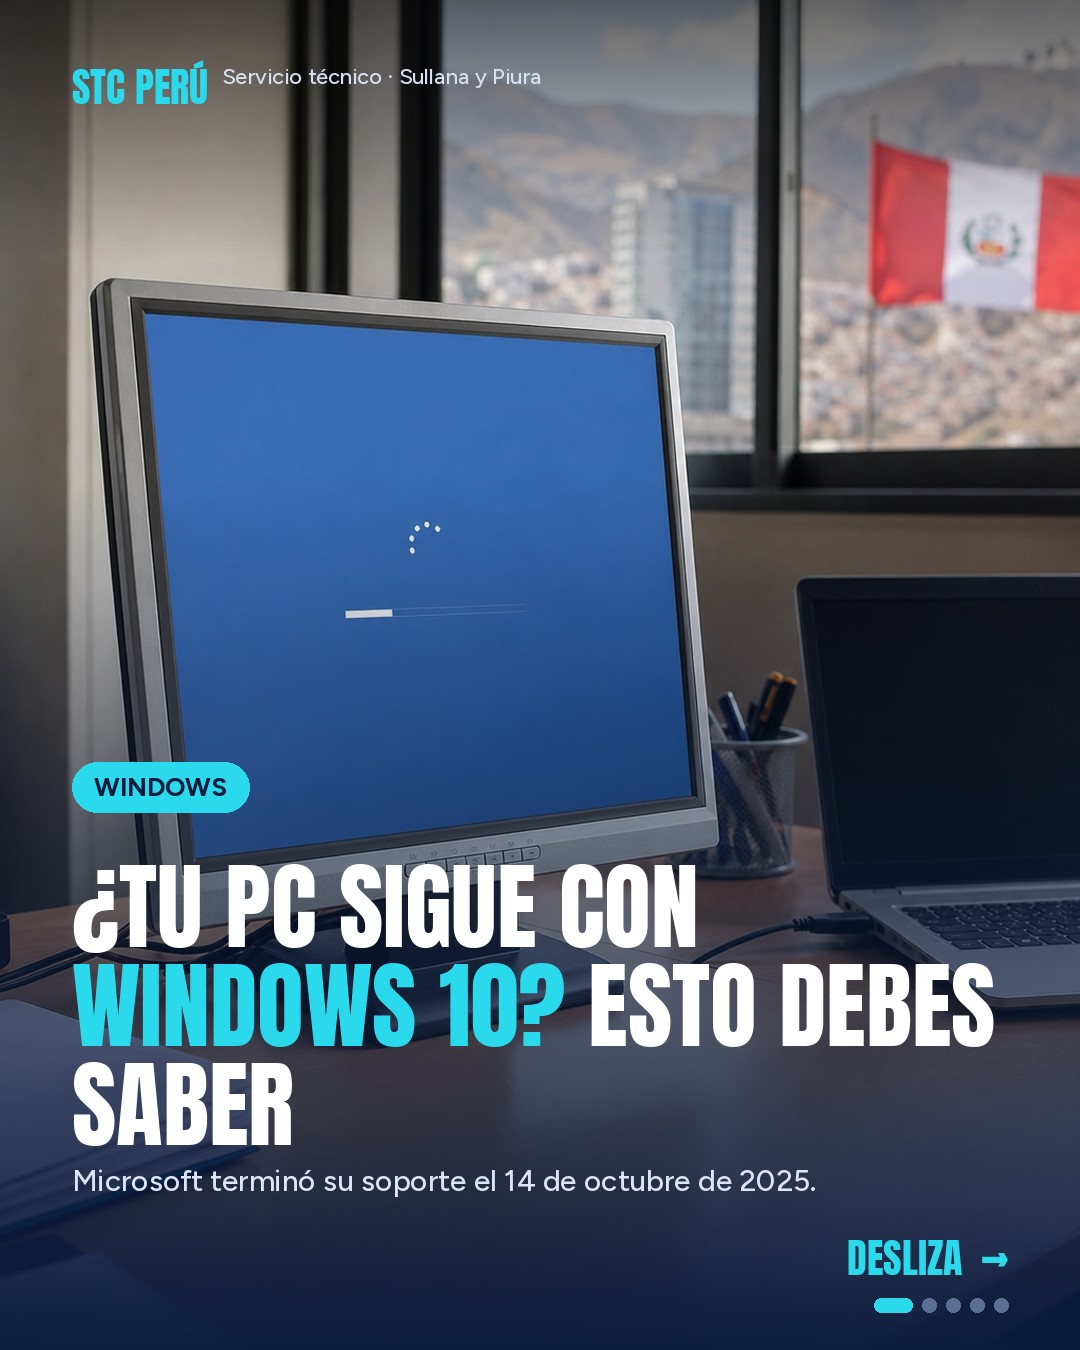 STC PERÚ Servicio técnico · Sullana y Piura
WINDOWS
¿TU PC SIGUE CON
WINDOWS 10? ESTO DEBES
SABER
Microsoft terminó su soporte el 14 de octubre de 2025.
DESLIZA →